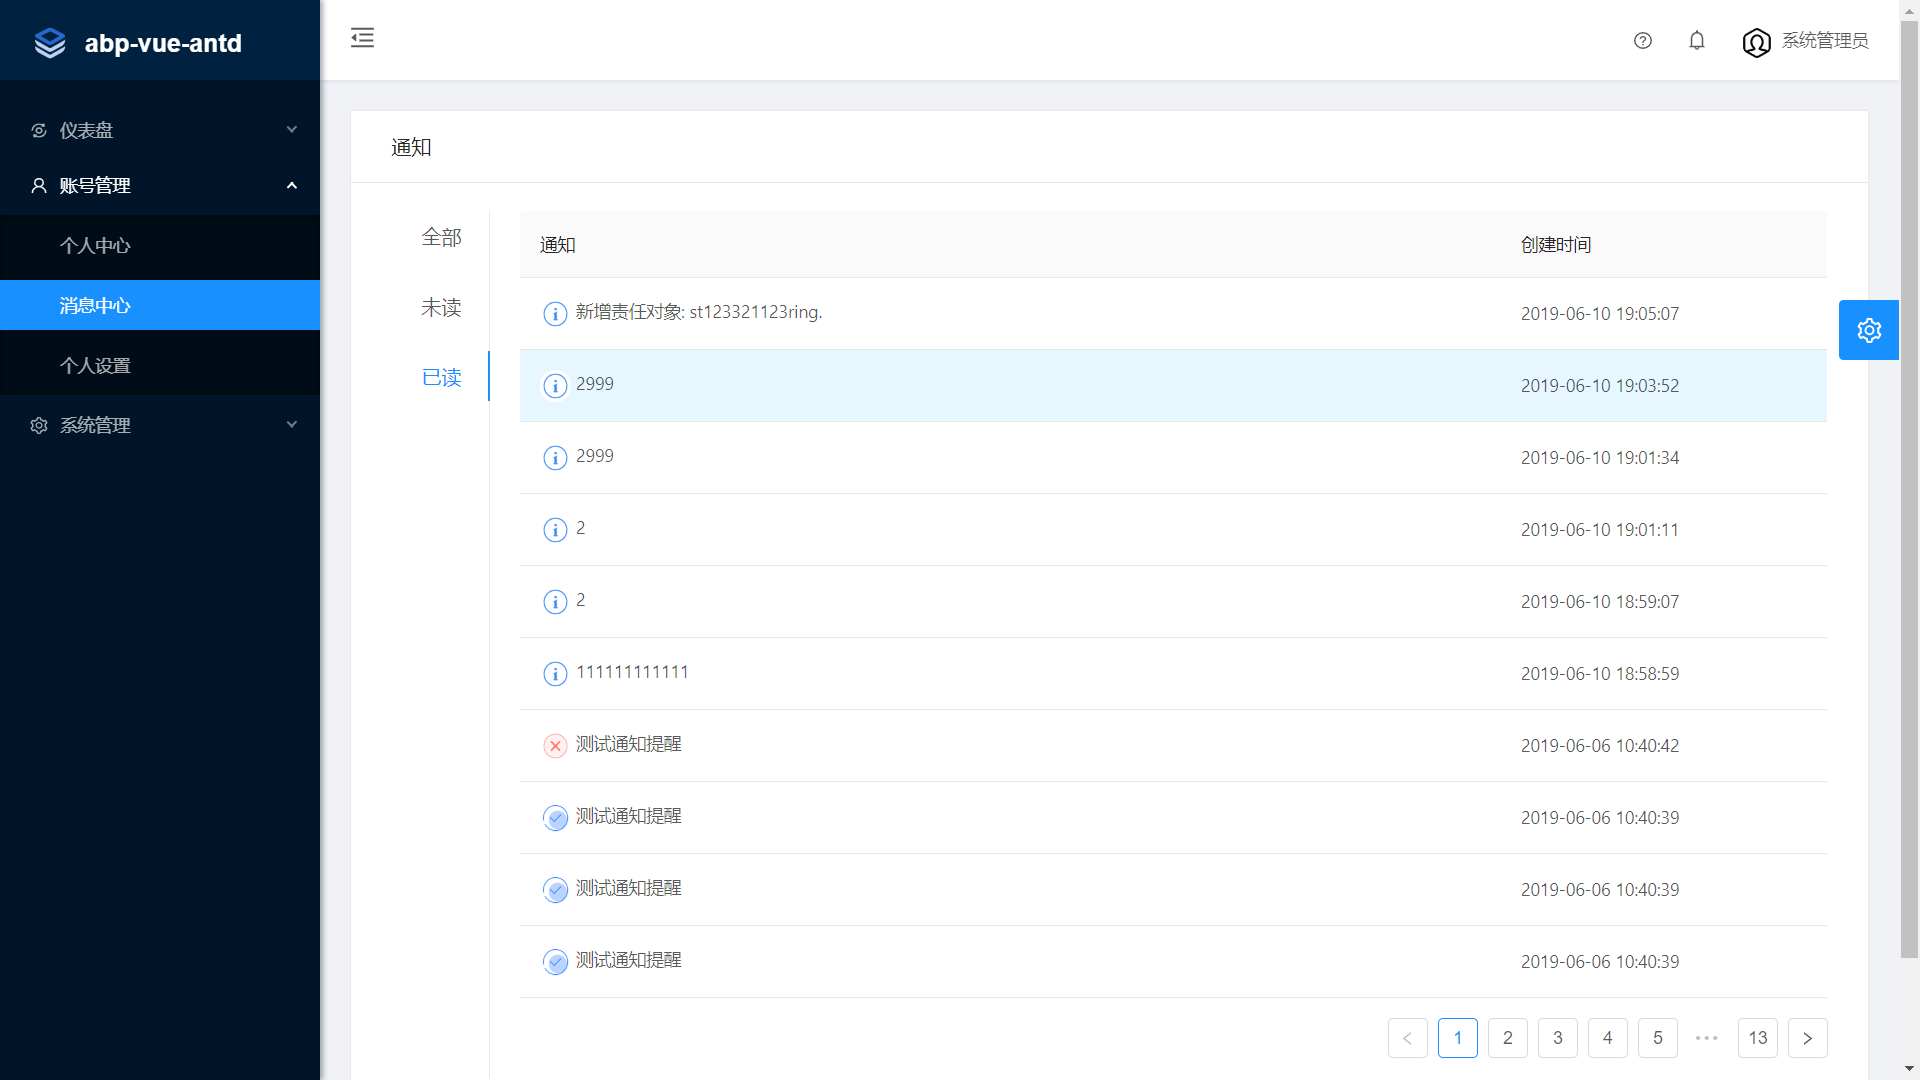 abp-vue-antd
系统管理员
仪表盘
账号管理
个人中心
消息中心
个人设置
系统管理
通知
全部
未读
已读
通知 创建时间
新增责任对象: st123321123ring. 2019-06-10 19:05:07
2999 2019-06-10 19:03:52
2999 2019-06-10 19:01:34
2 2019-06-10 19:01:11
2 2019-06-10 18:59:07
111111111111 2019-06-10 18:58:59
测试通知提醒 2019-06-06 10:40:42
测试通知提醒 2019-06-06 10:40:39
测试通知提醒 2019-06-06 10:40:39
测试通知提醒 2019-06-06 10:40:39
< 1 2 3 4 5 ••• 13 >